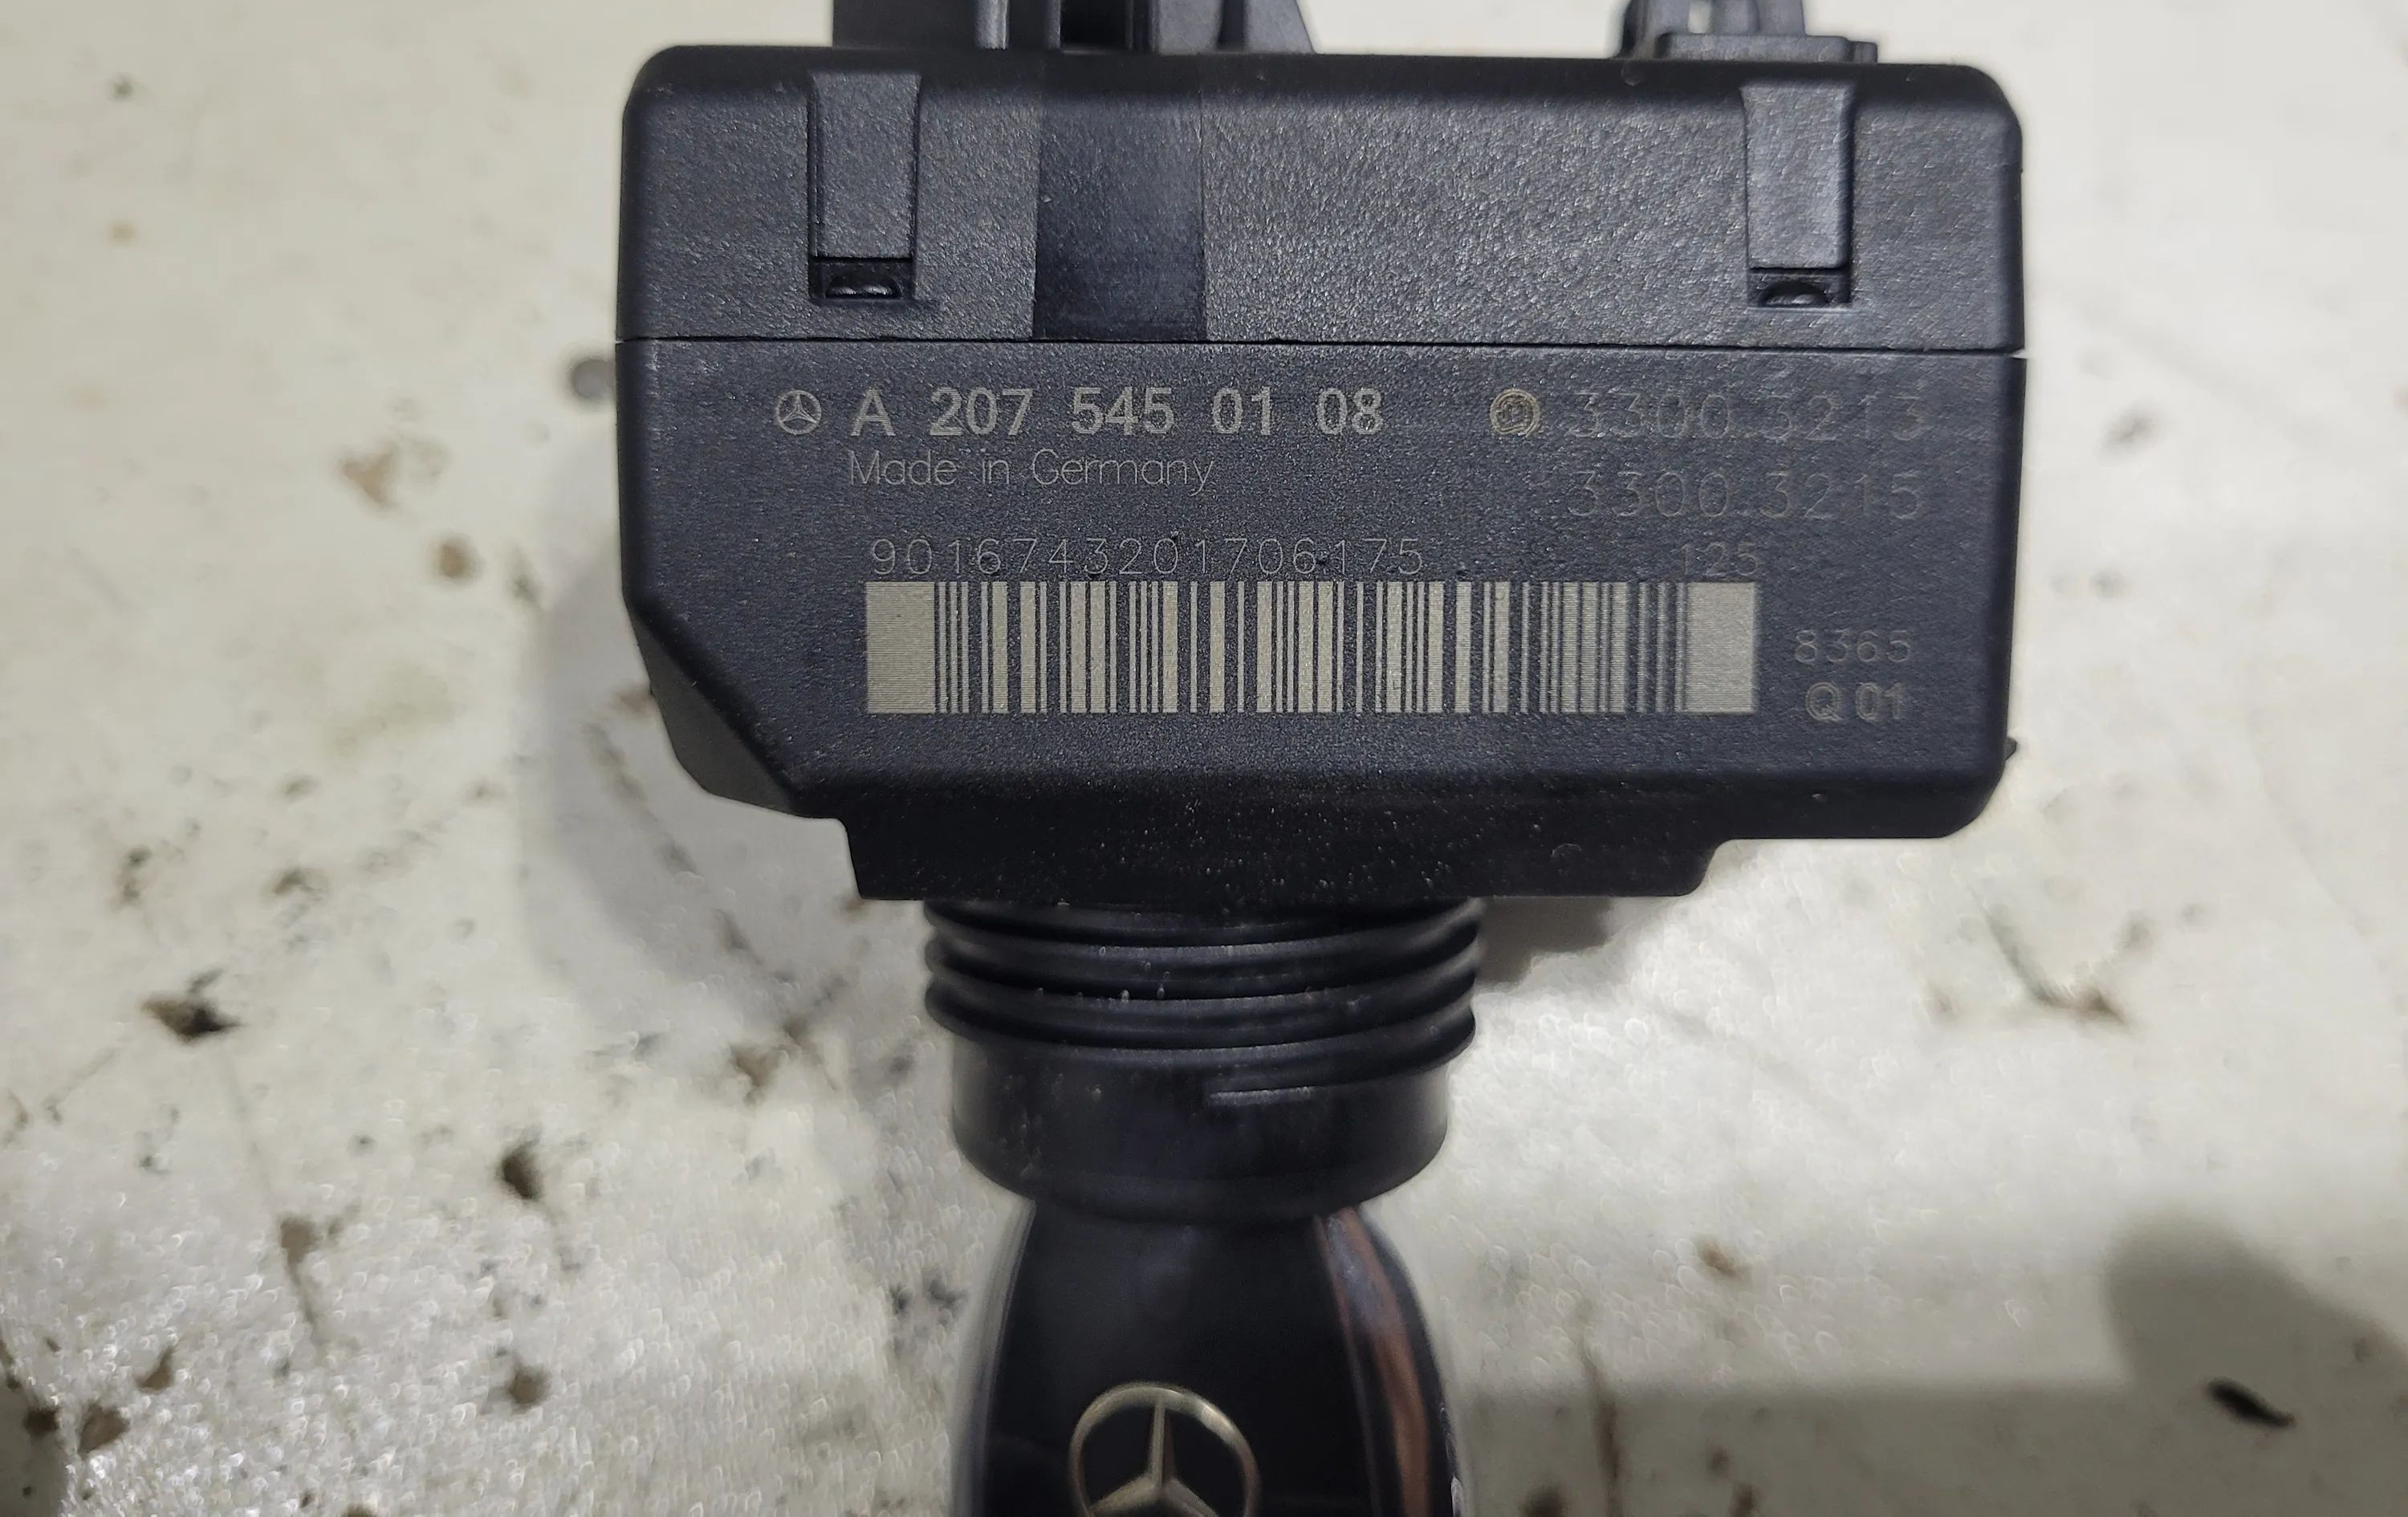 A 207 545 01 08
3300.3213
Made in Germany
3300.3215
9016743201706175 125
8365
Q 01